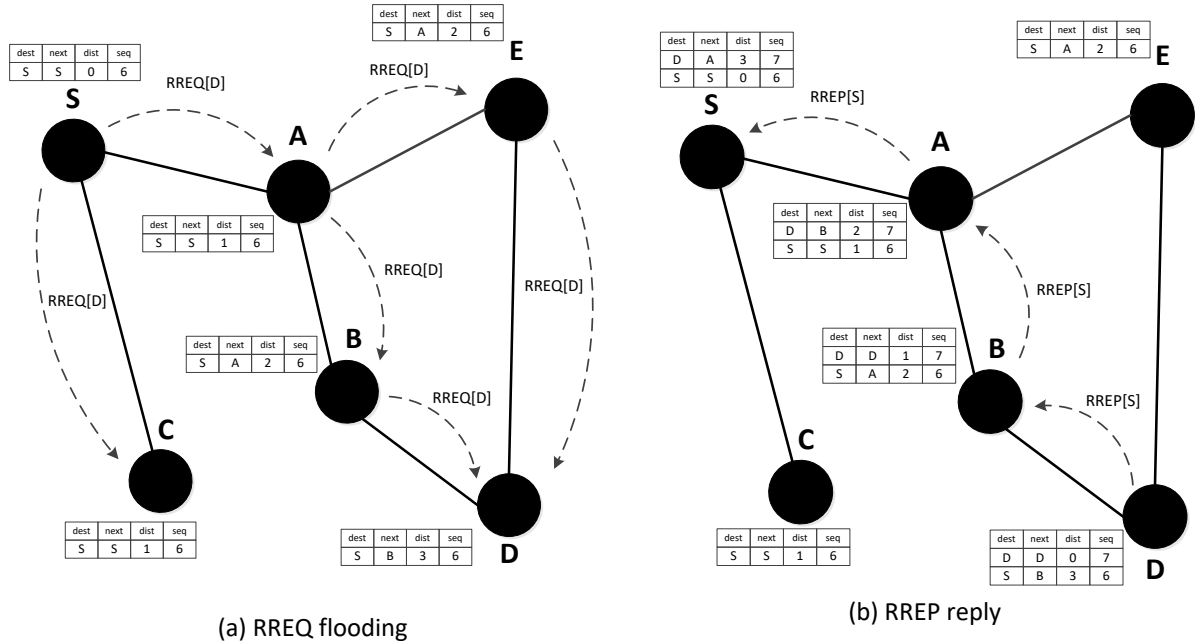 dest next dist seq
S S 0 6
S
RREQ[D]
dest next dist seq
S A 2 6
E
RREQ[D]
A
dest next dist seq
S S 1 6
RREQ[D]
RREQ[D]
RREQ[D]
dest next dist seq
S A 2 6
B
RREQ[D]
C
dest next dist seq
S S 1 6
dest next dist seq
S B 3 6
D
(a) RREQ flooding
dest next dist seq
D A 3 7
S S 0 6
S
RREP[S]
dest next dist seq
S A 2 6
E
A
dest next dist seq
D B 2 7
S S 1 6
RREP[S]
dest next dist seq
D D 1 7
S A 2 6
B
RREP[S]
C
dest next dist seq
S S 1 6
dest next dist seq
D D 0 7
S B 3 6
D
(b) RREP reply